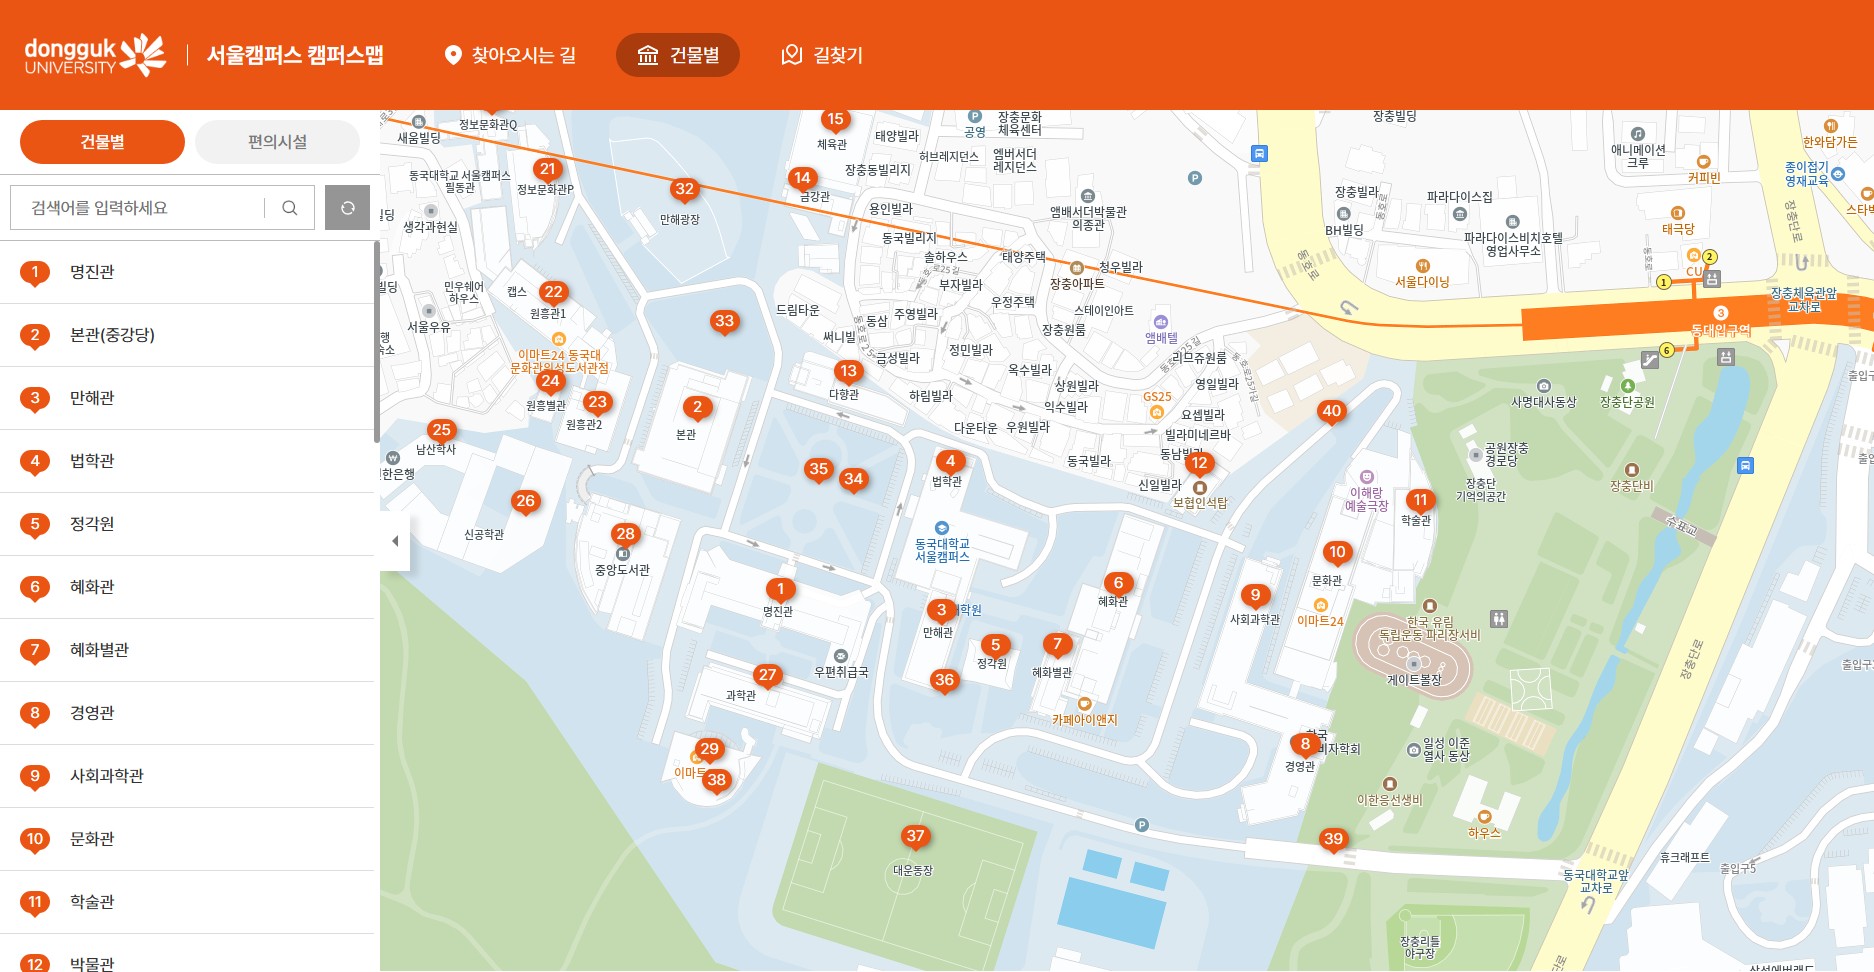 dongguk
UNIVERSITY
서울캠퍼스 캠퍼스맵
찾아오시는 길
건물별
길찾기
건물별
편의시설
검색어를 입력하세요
1 명진관
2 본관(중강당)
3 만해관
4 법학관
5 정각원
6 혜화관
7 혜화별관
8 경영관
9 사회과학관
10 문화관
11 학술관
12 박물관
새움빌딩
정보문화관Q
15
체육관
태양빌라
공영
장충문화
체육센터
장충빌딩
애니메이션
크루
한와담가든
커피빈
종이접기
영재교육
동국대학교 서울캠퍼스
필동관
21
정보문화관P
32
만해광장
14
금강관
장충동빌리지
허브레지던스
엠버서더
레지던스
생각과현실
용인빌라
앰배서더박물관
의종관
장충빌라
파라다이스집
BH빌딩
파라다이스비치호텔
영업사무소
태극당
동국빌리지
솔하우스
태양주택
청우빌라
동호로
장충단로
서울다이닝
CU
2
1
민우쉐어
하우스
캡스
22
원흥관1
부자빌라
장충아파트
우정주택
스테이인아트
드림타운
주영빌라
동삼
장충원룸
앰배텔
3
동대입구역
장충체육관앞
교차로
6
서울우유
33
써니빌
이마트24 동국대
24
원흥별관
23
원흥관2
13
다향관
금성빌라
정민빌라
옥수빌라
리므쥬원룸
상원빌라
영일빌라
하림빌라
익수빌라
GS25
요셉빌라
사명대사동상
장충단공원
40
2
본관
25
남산학사
다운타운
우원빌라
빌라미네르바
12
동국빌라
신일빌라
보협인석탑
35
34
4
법학관
공원장충
경로당
장충단
기억의공간
장충단비
이해랑
예술극장
11
학술관
수표교
26
신공학관
28
중앙도서관
동국대학교
서울캠퍼스
10
문화관
1
명진관
3
만해관
6
혜화관
9
사회과학관
이마트24
한국 유림
독립운동 파리장서비
5
정각원
7
혜화별관
우편취급국
27
과학관
36
게이트볼장
장충단로
카페아이앤지
29
38
8
경영관
일성 이준
열사 동상
이한응선생비
하우스
37
대운동장
39
동국대학교앞
교차로
휴크래프트
출입구5
장충리틀
야구장